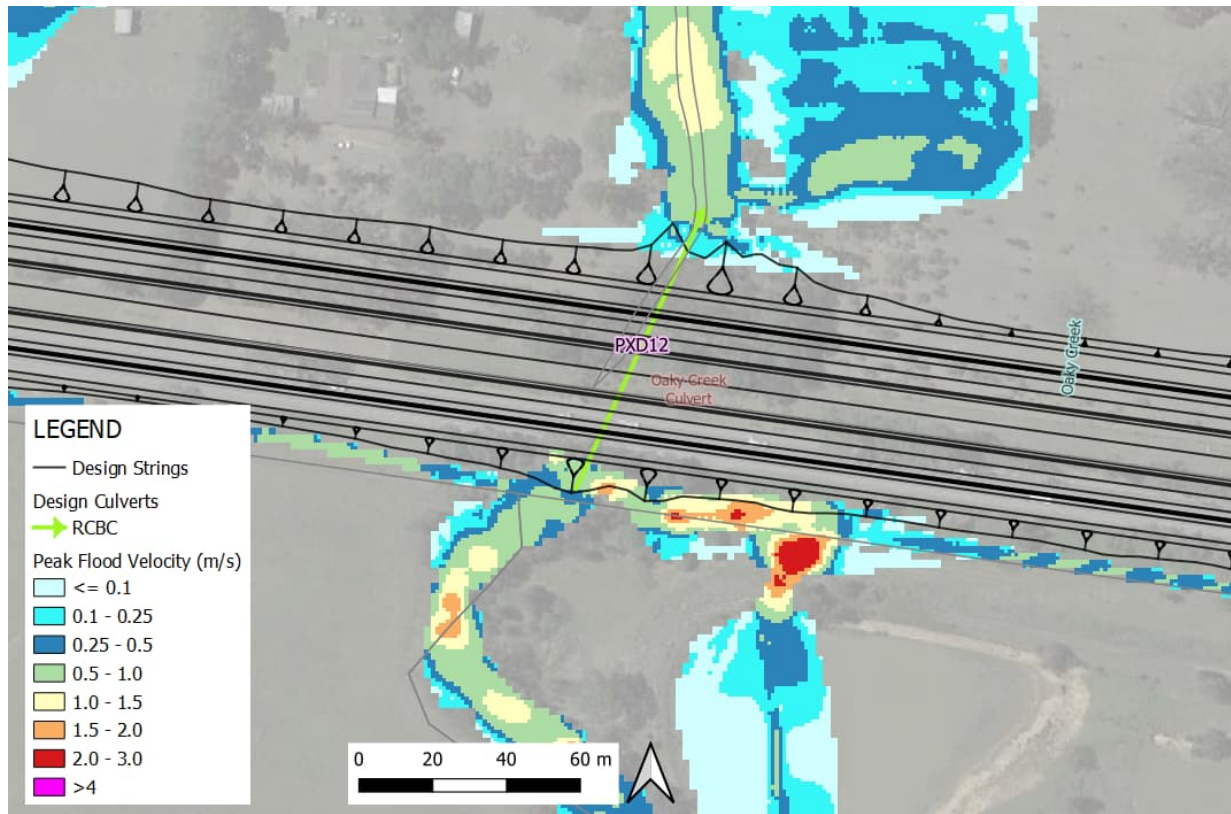 PXD12
Oaky Creek
Culvert
Oaky Creek
LEGEND
Design Strings
Design Culverts
RCBC
Peak Flood Velocity (m/s)
<= 0.1
0.1 - 0.25
0.25 - 0.5
0.5 - 1.0
1.0 - 1.5
1.5 - 2.0
2.0 - 3.0
>4
0 20 40 60 m